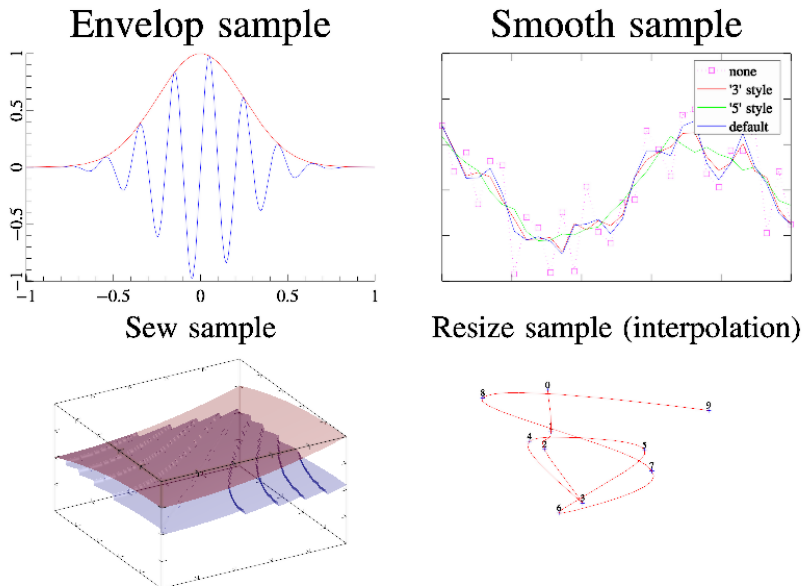 Envelop sample
Smooth sample
1
0.5
0
−0.5
−1
−1
−0.5
0
0.5
1
none
'3' style
'5' style
default
Sew sample
Resize sample (interpolation)
0
8
9
1
4
2
5
7
3
6